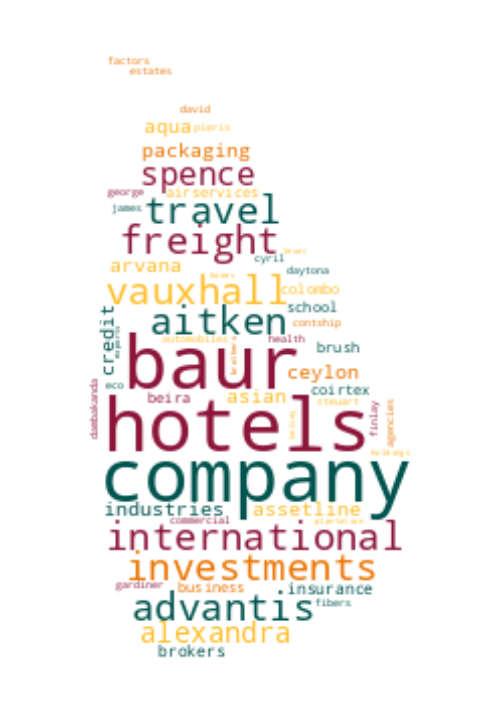 factors
estates
david
aqua pieris
packaging
spence
george airservices
james travel
freight
cyril
arvana daytona
vauxhall colombo
school
aitken contship
credit
automobiles health
brush
baur
ceylon
eco coirtex
beira asian
dambakanda
hotels
finlay
agencies
steuart
holdings
company
industries assetline
commercial plantation
international
investments
gardiner business insurance
advantis fibers
alexandra
brokers